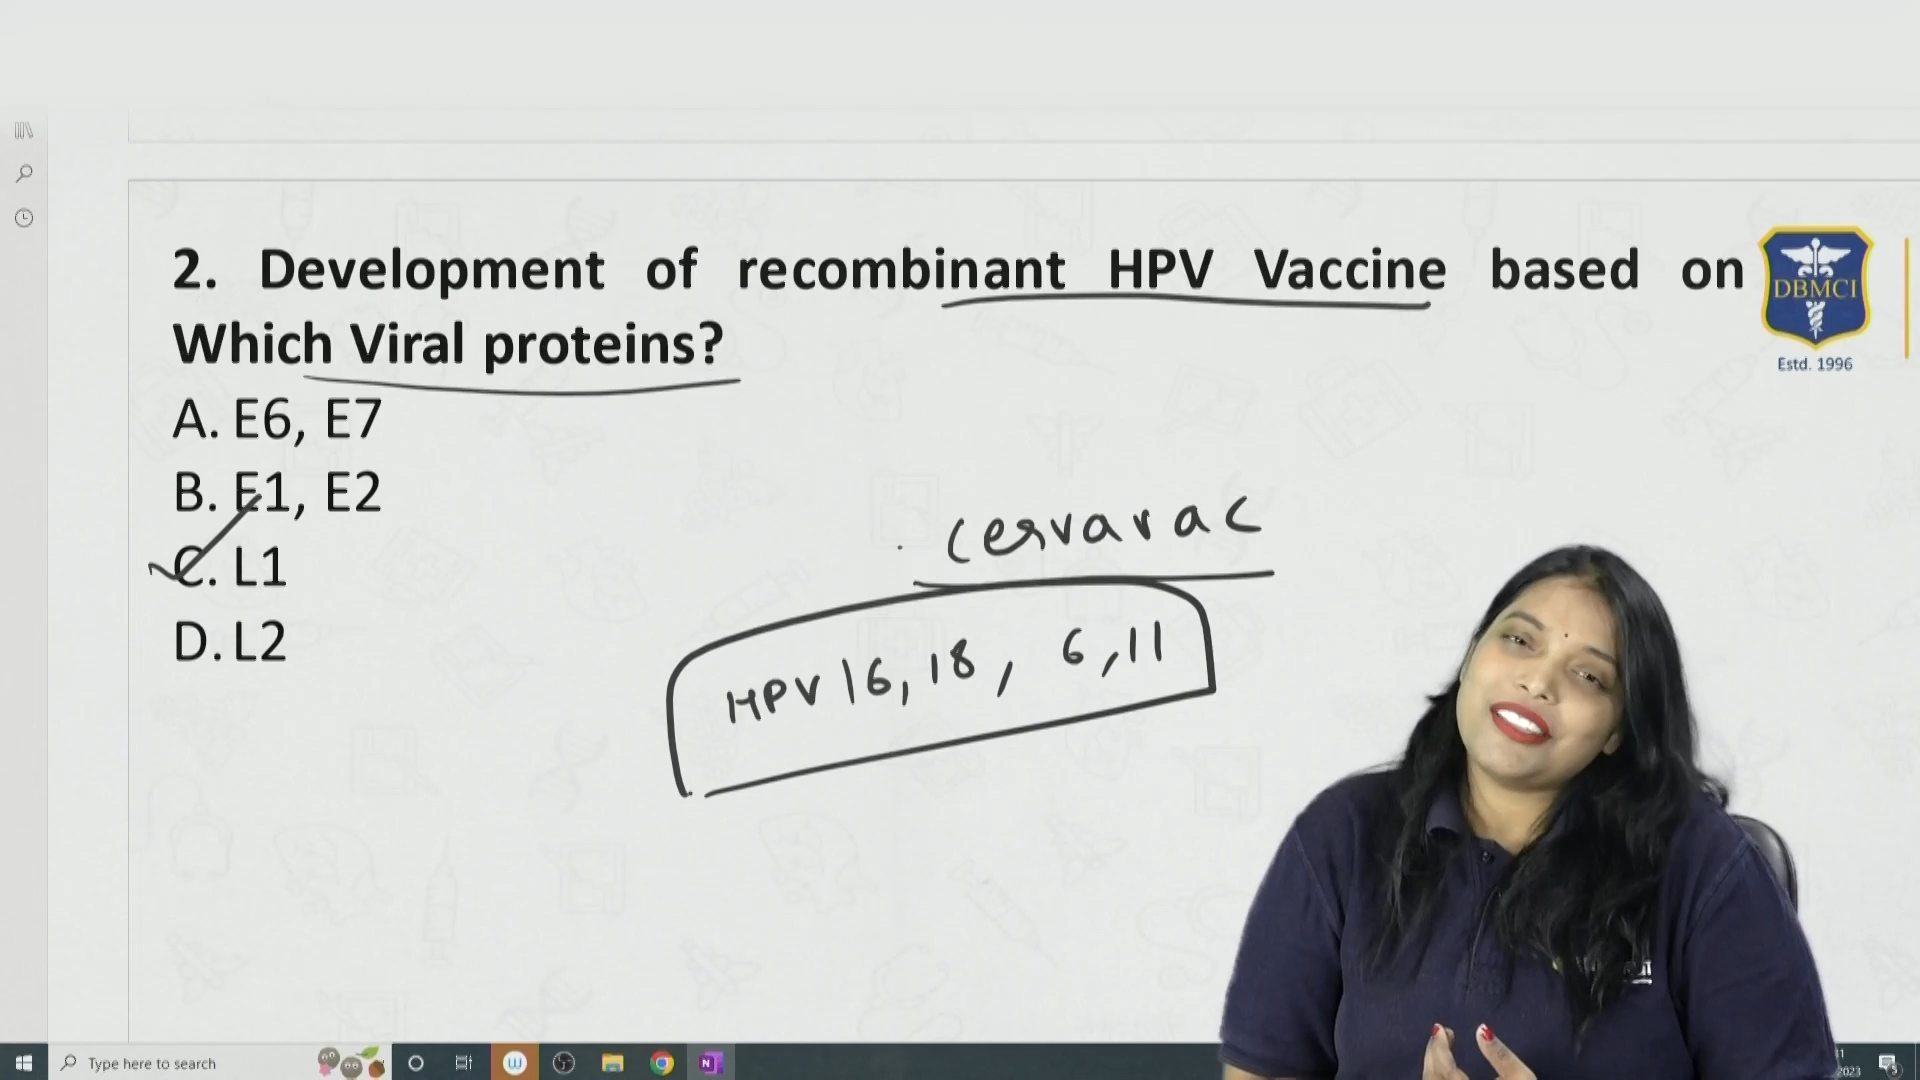 2. Development of recombinant HPV Vaccine based on
Which Viral proteins?
A. E6, E7
B. E1, E2
C. L1
D. L2
DBMCI
Estd. 1996
Cervavac
HPV 16, 18, 6, 11
Type here to search